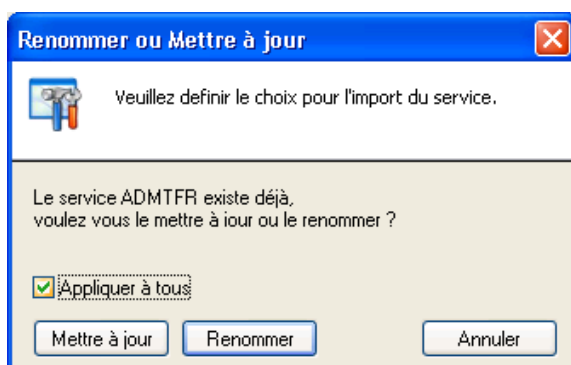 Renommer ou Mettre à jour
Veuillez definir le choix pour l'import du service.
Le service ADMTFR existe déjà,
voulez vous le mettre à jour ou le renommer ?
Appliquer à tous
Mettre à jour
Renommer
Annuler